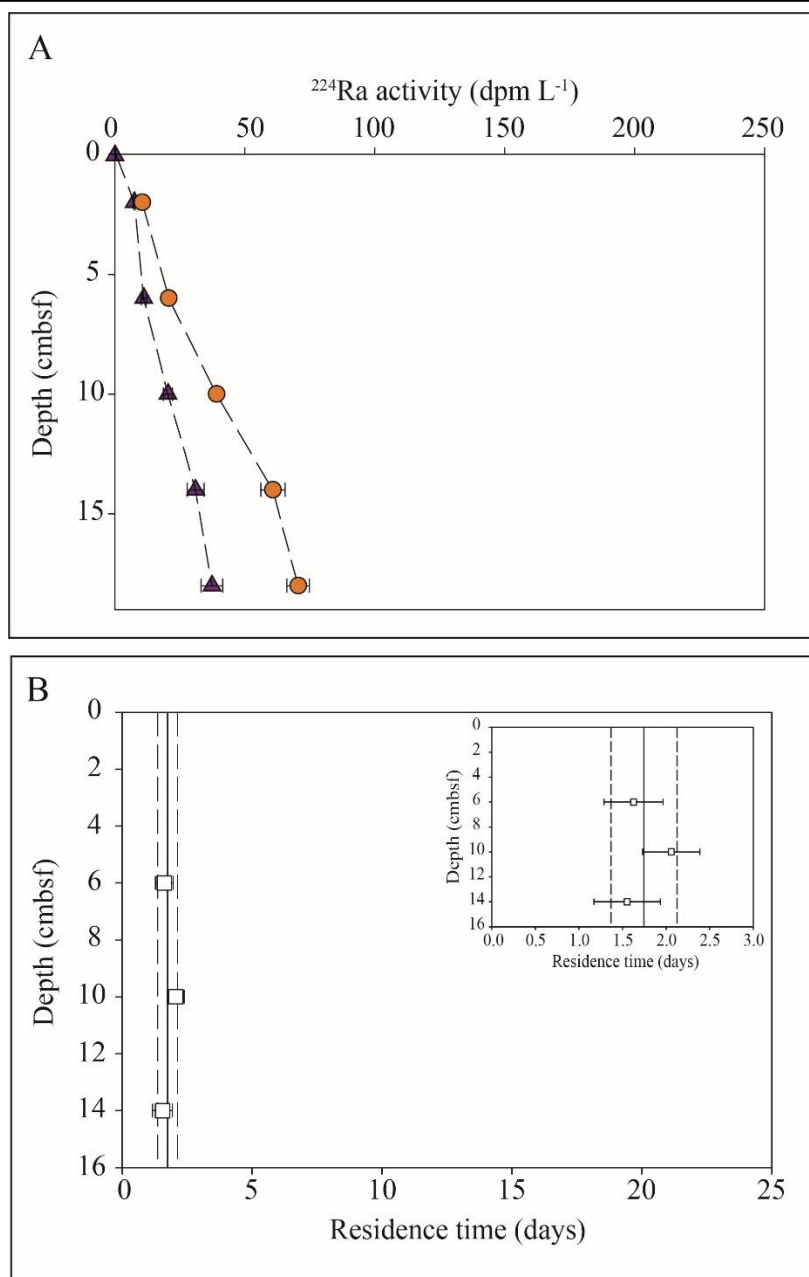 A
²²⁴Ra activity (dpm L⁻¹)
0 50 100 150 200 250
0
5
10
15
Depth (cmbsf)
B
0
2
4
6
8
10
12
14
16
Depth (cmbsf)
0 5 10 15 20 25
Residence time (days)
0
2
4
6
8
10
12
14
16
Depth (cmbsf)
0.0 0.5 1.0 1.5 2.0 2.5 3.0
Residence time (days)